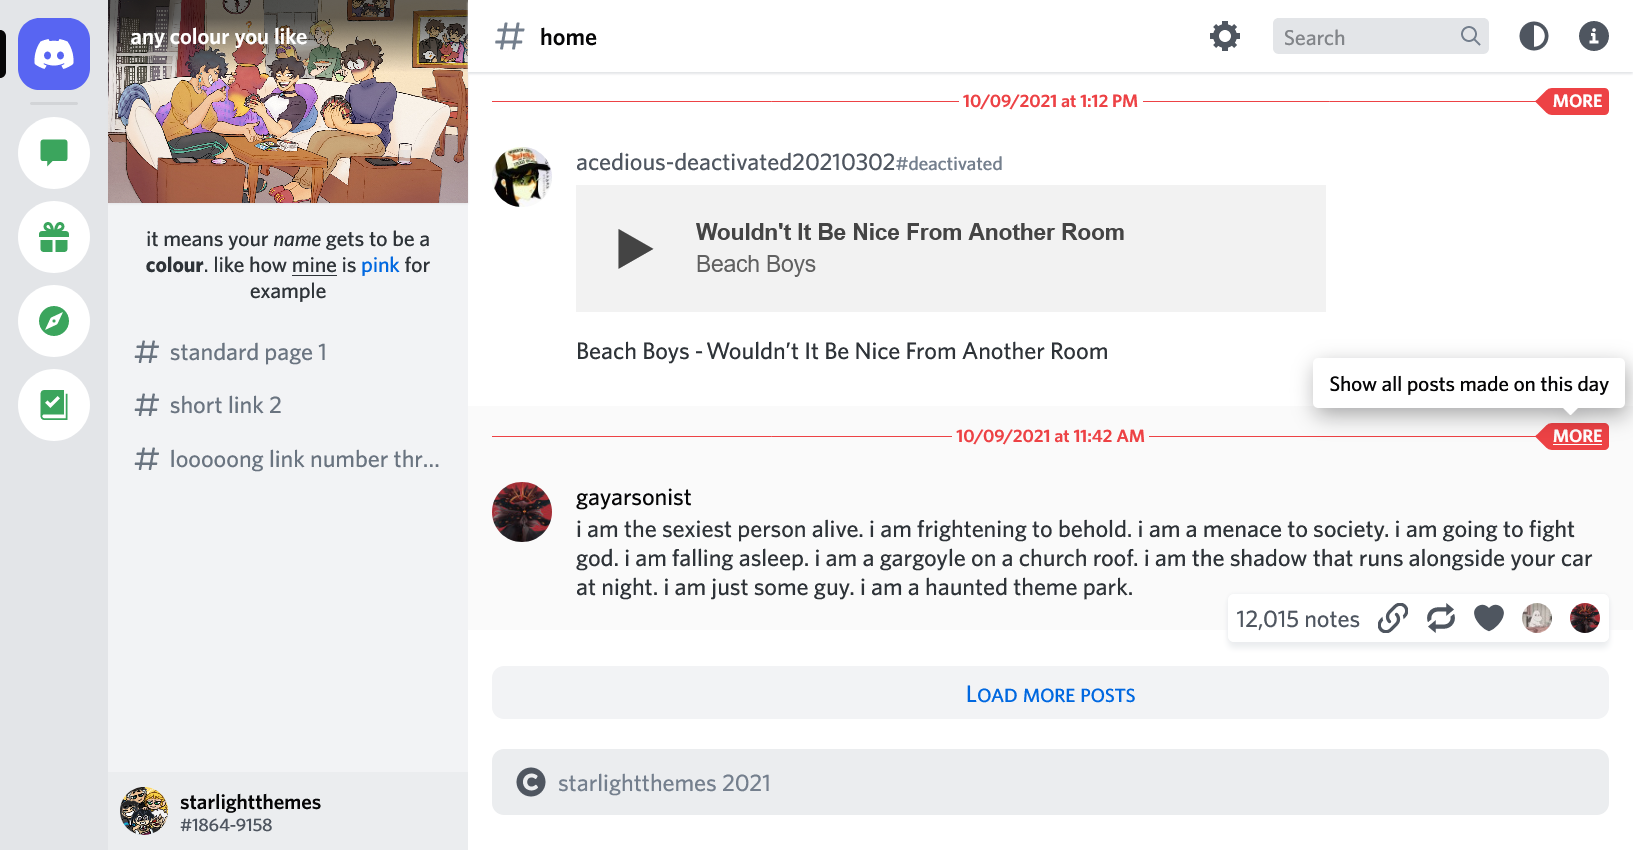 any colour you like
home
Search
it means your name gets to be a
colour. like how mine is pink for
example
standard page 1
short link 2
looooong link number thr...
starlightthemes
#1864-9158
10/09/2021 at 1:12 PM
MORE
acedious-deactivated20210302#deactivated
Wouldn't It Be Nice From Another Room
Beach Boys
Beach Boys - Wouldn’t It Be Nice From Another Room
Show all posts made on this day
10/09/2021 at 11:42 AM
MORE
gayarsonist
i am the sexiest person alive. i am frightening to behold. i am a menace to society. i am going to fight
god. i am falling asleep. i am a gargoyle on a church roof. i am the shadow that runs alongside your car
at night. i am just some guy. i am a haunted theme park.
12,015 notes
LOAD MORE POSTS
starlightthemes 2021